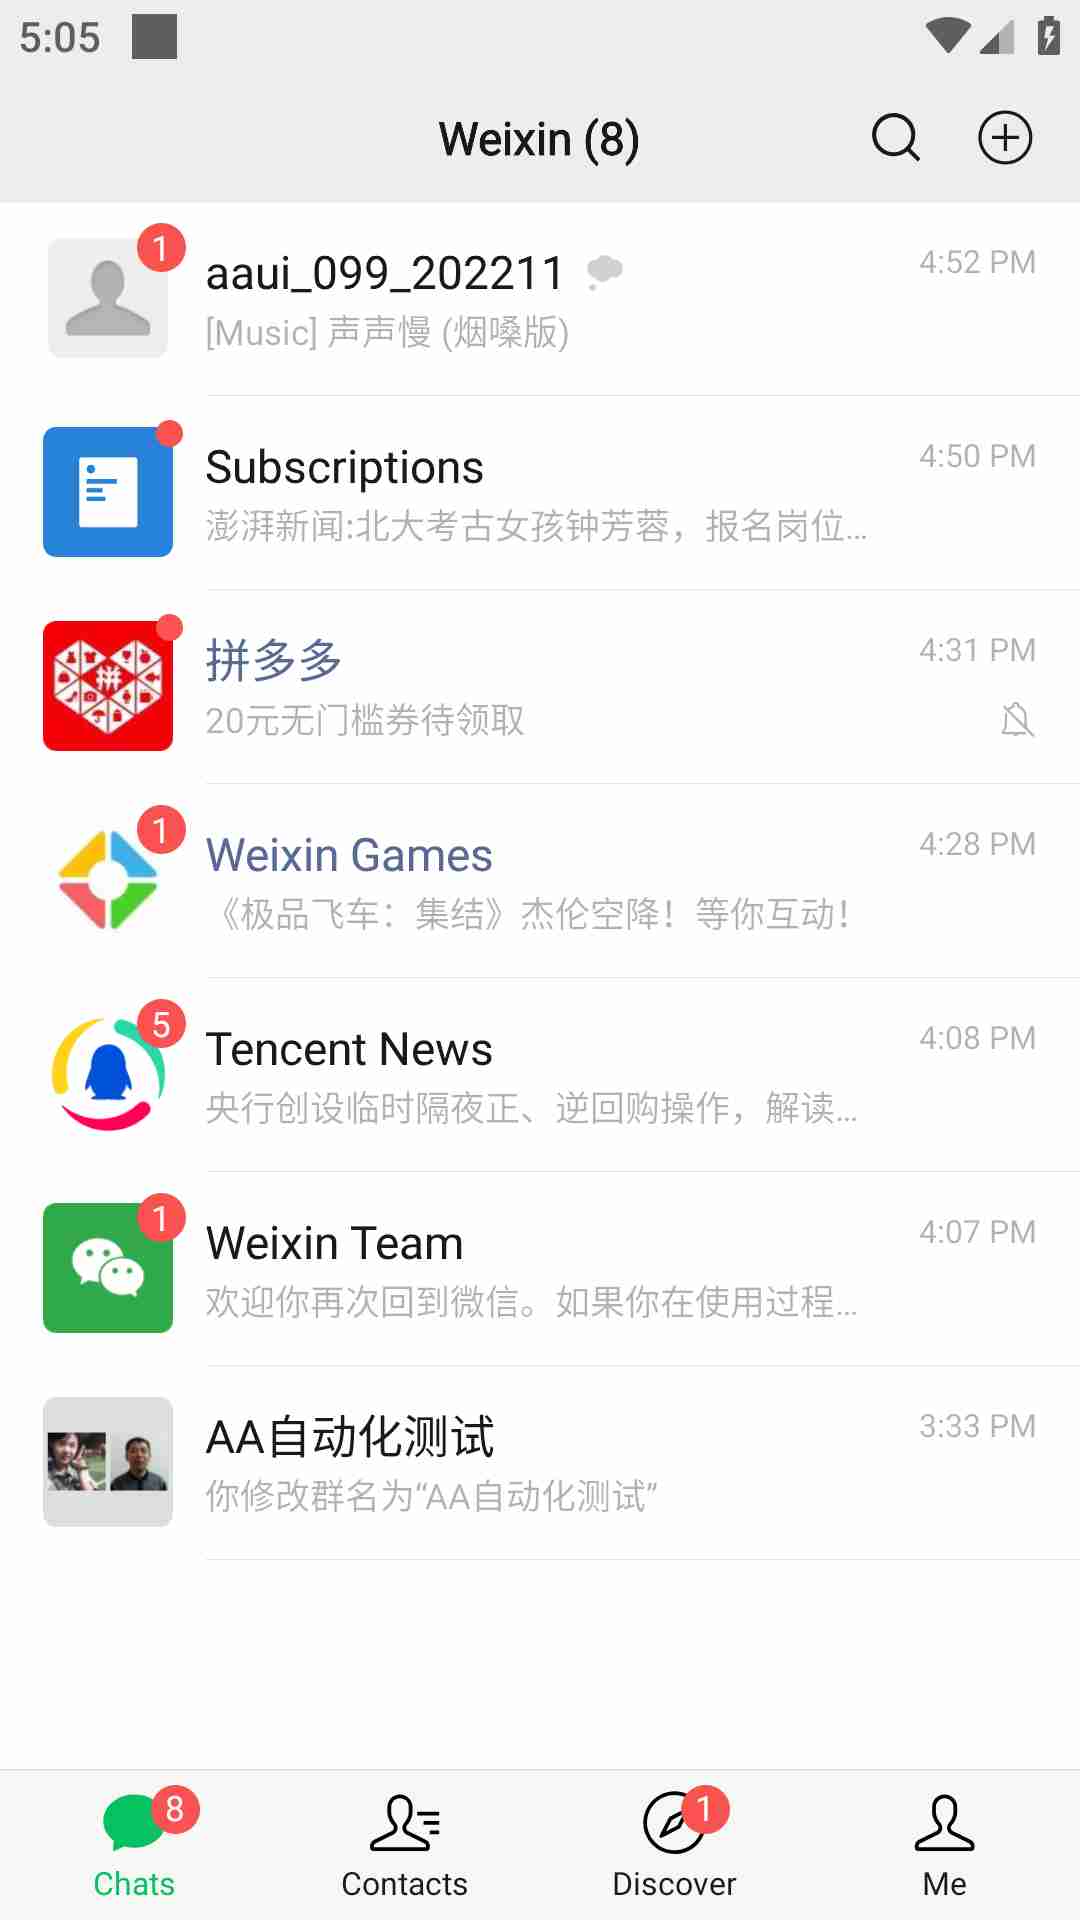 5:05
Weixin (8)
1
aaui_099_202211
4:52 PM
[Music] 声声慢 (烟嗓版)
Subscriptions
4:50 PM
澎湃新闻:北大考古女孩钟芳蓉，报名岗位...
拼
拼多多
4:31 PM
20元无门槛券待领取
1
Weixin Games
4:28 PM
《极品飞车：集结》杰伦空降！等你互动！
5
Tencent News
4:08 PM
央行创设临时隔夜正、逆回购操作，解读...
1
Weixin Team
4:07 PM
欢迎你再次回到微信。如果你在使用过程...
AA自动化测试
3:33 PM
你修改群名为“AA自动化测试”
8
1
Chats
Contacts
Discover
Me